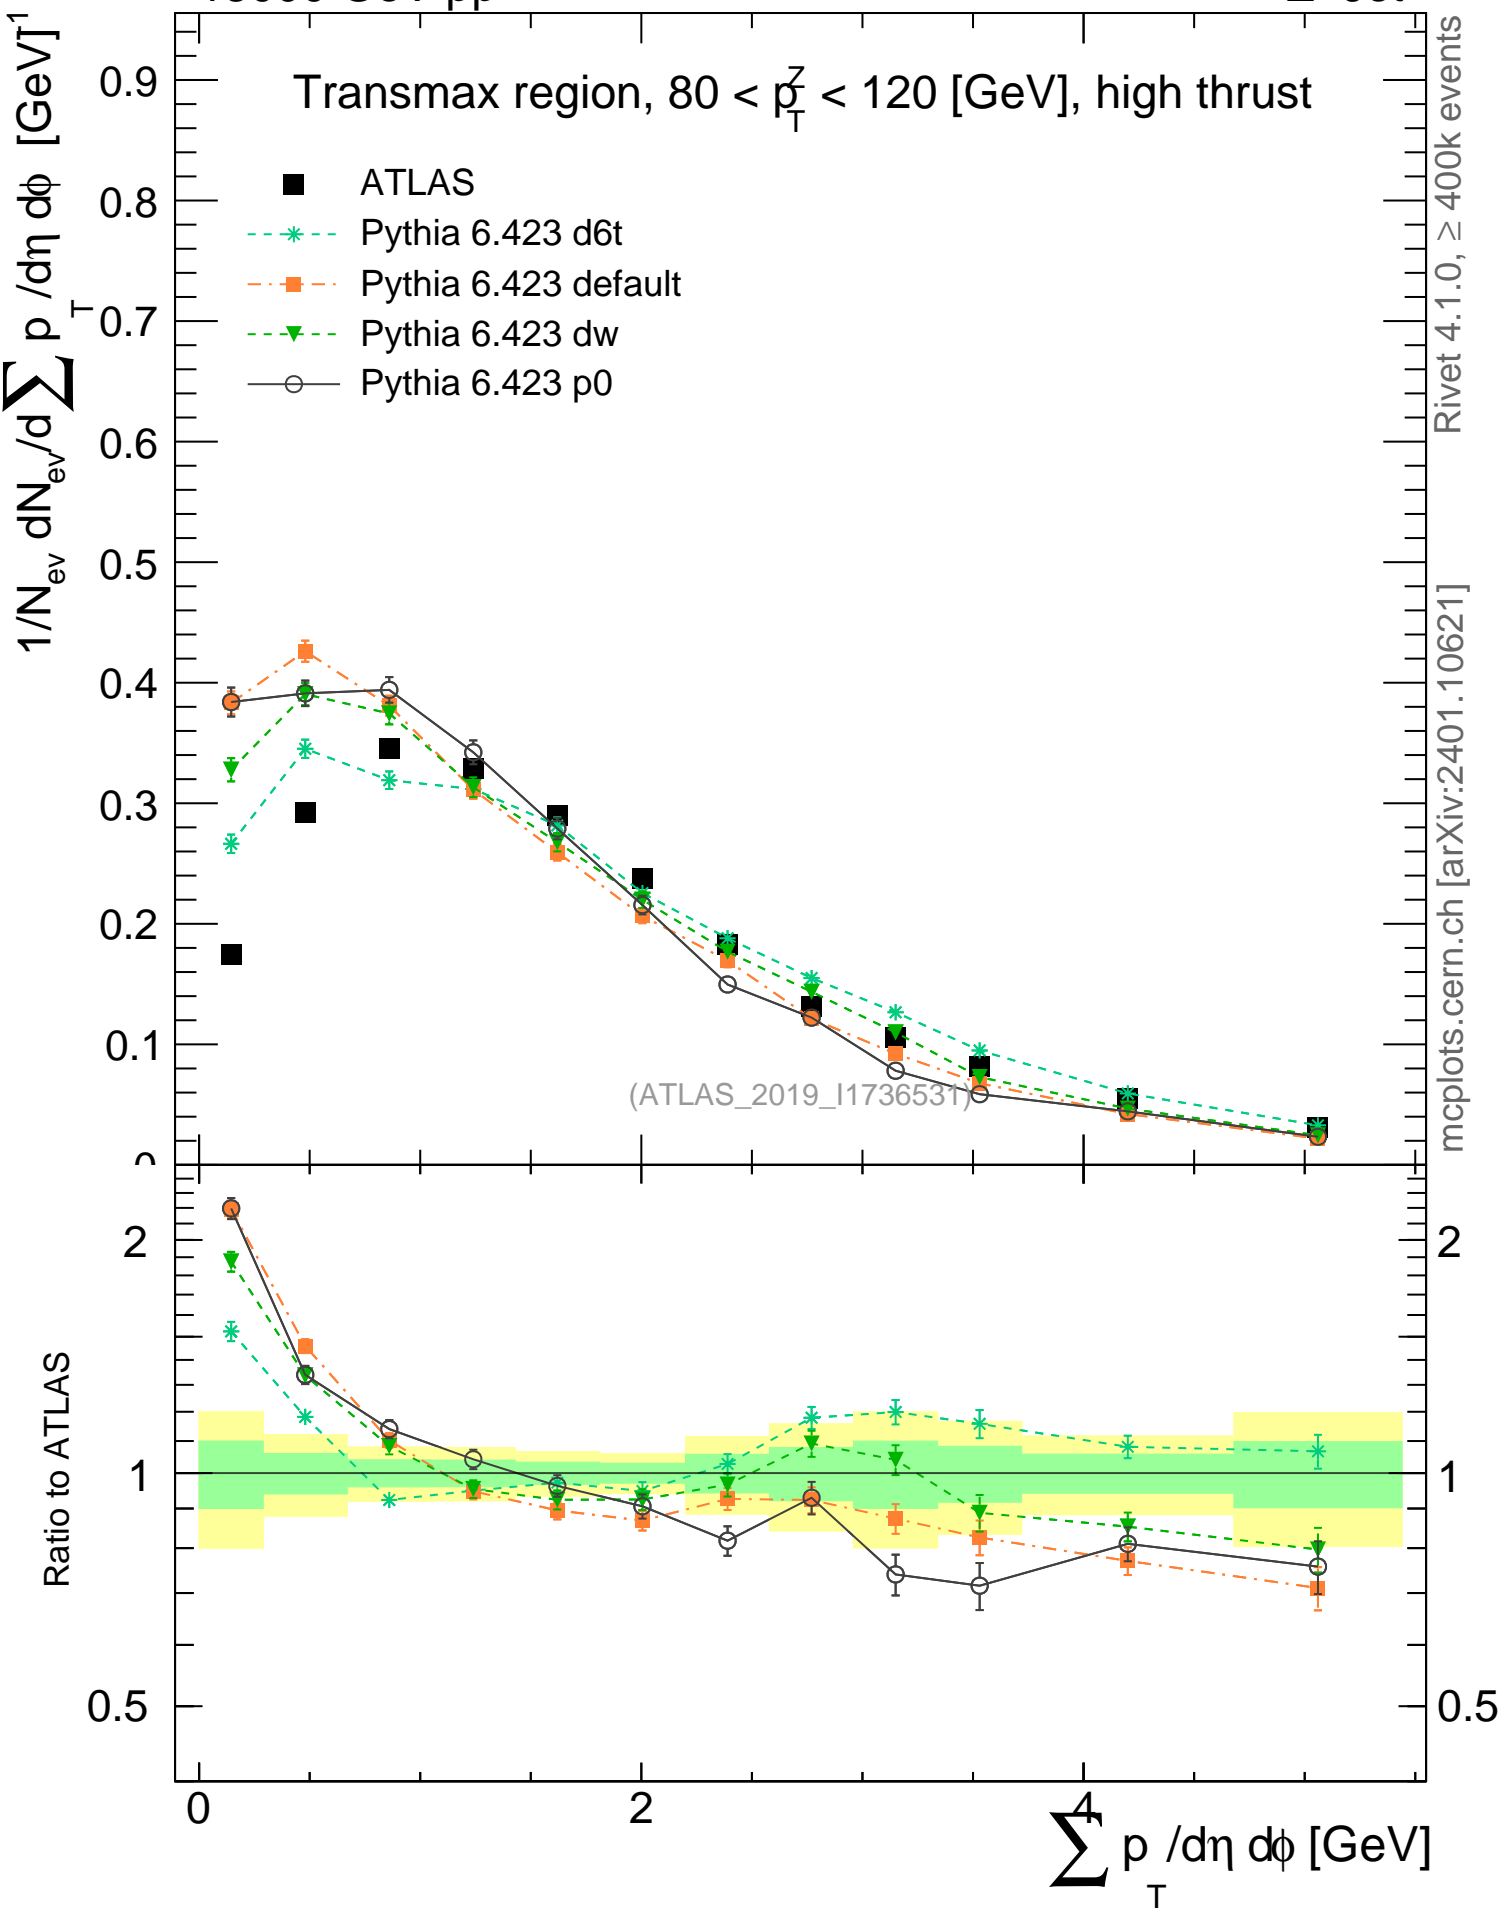 Transmax region, 80 < p_T^Z < 120 [GeV], high thrust
ATLAS
Pythia 6.423 d6t
Pythia 6.423 default
Pythia 6.423 dw
Pythia 6.423 p0
1/N_ev dN_ev/d∑ p_T/dη dϕ [GeV]^-1
0.9
0.8
0.7
0.6
0.5
0.4
0.3
0.2
0.1
0
(ATLAS_2019_I1736531)
Rivet 4.1.0, ≥ 400k events
mcplots.cern.ch [arXiv:2401.10621]
Ratio to ATLAS
2
1
0.5
2
1
0.5
0
2
4
∑ p_T/dη dϕ [GeV]